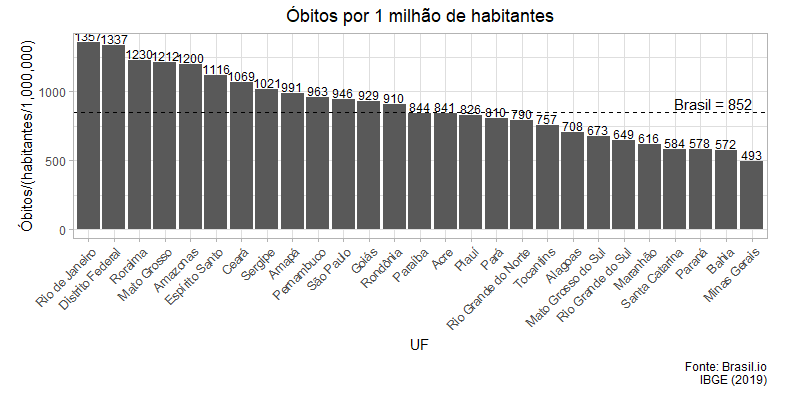 Óbitos por 1 milhão de habitantes
Óbitos/(habitantes/1,000,000)
1000
500
0
1357 1337 1230 1212 1200 1116 1069 1021 991 963 946 929 910 844 841 826 810 790 757 708 673 649 616 584 578 572 493
Brasil = 852
Rio de Janeiro
Distrito Federal
Roraima
Mato Grosso
Amazonas
Espírito Santo
Ceará
Sergipe
Amapá
Pernambuco
São Paulo
Goiás
Rondônia
Paraíba
Acre
Piauí
Pará
Rio Grande do Norte
Tocantins
Alagoas
Mato Grosso do Sul
Rio Grande do Sul
Maranhão
Santa Catarina
Paraná
Bahia
Minas Gerais
UF
Fonte: Brasil.io
IBGE (2019)